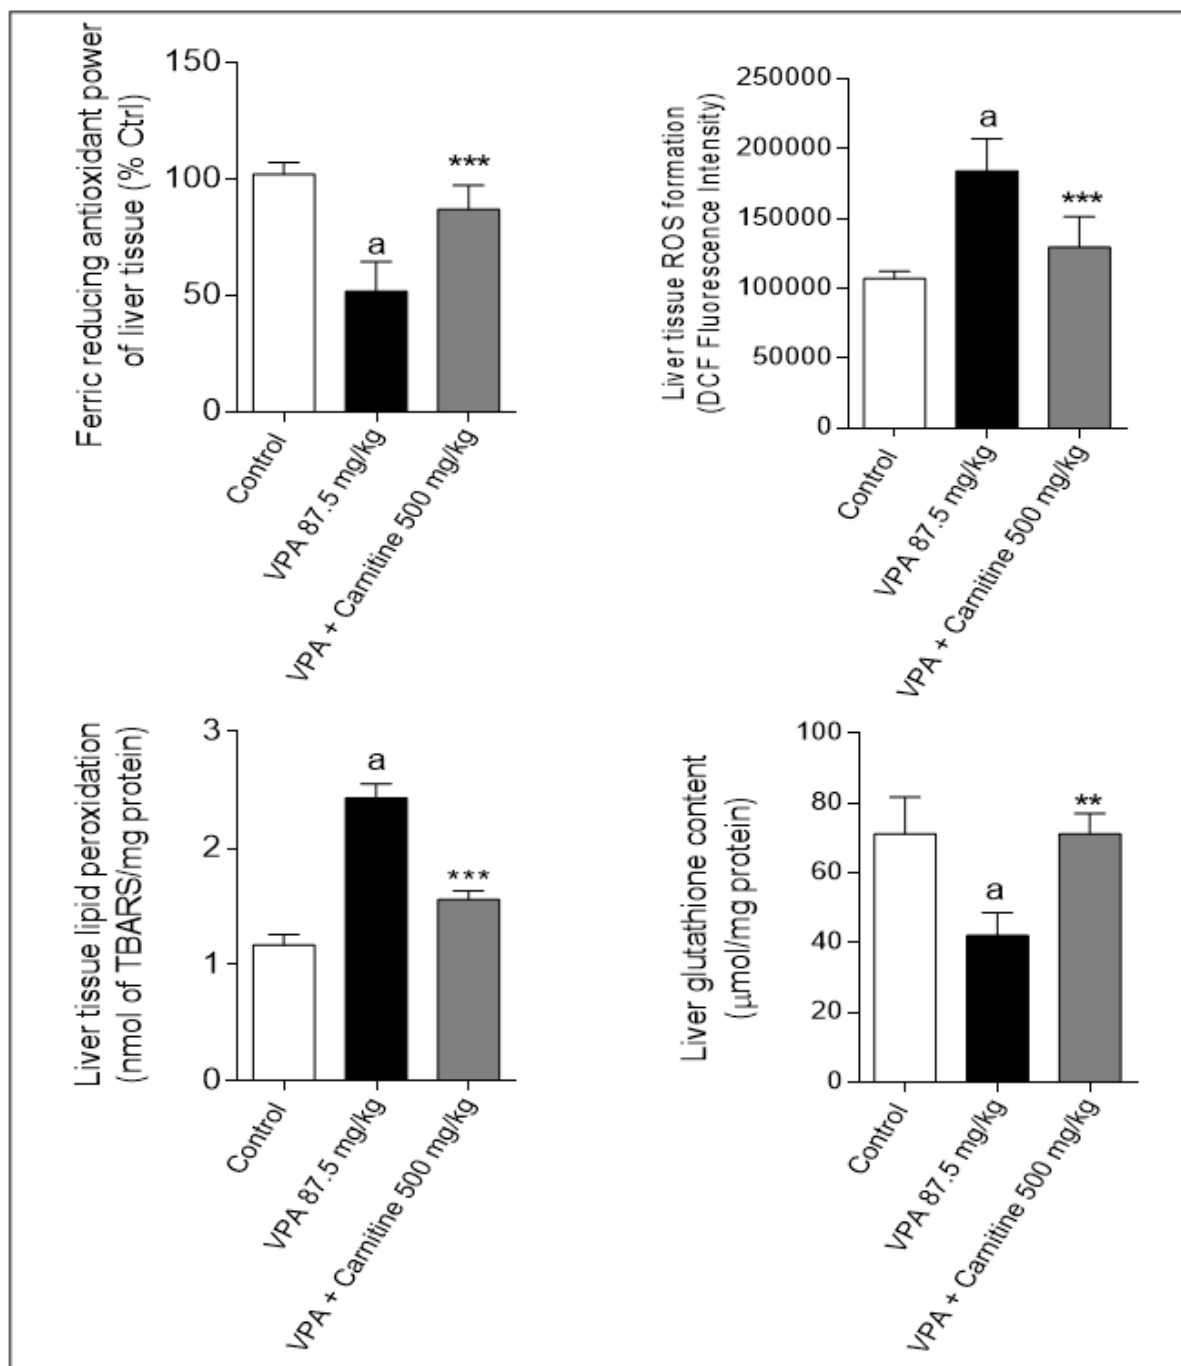 Ferric reducing antioxidant power
of liver tissue (% Ctrl)
150
100
50
0
a
***
Control
VPA 87.5 mg/kg
VPA + Carnitine 500 mg/kg
Liver tissue ROS formation
(DCF Fluorescence Intensity)
250000
200000
150000
100000
50000
0
a
***
Control
VPA 87.5 mg/kg
VPA + Carnitine 500 mg/kg
Liver tissue lipid peroxidation
(nmol of TBARS/mg protein)
3
2
1
0
a
***
Control
VPA 87.5 mg/kg
VPA + Carnitine 500 mg/kg
Liver glutathione content
(μmol/mg protein)
100
80
60
40
20
0
a
**
Control
VPA 87.5 mg/kg
VPA + Carnitine 500 mg/kg